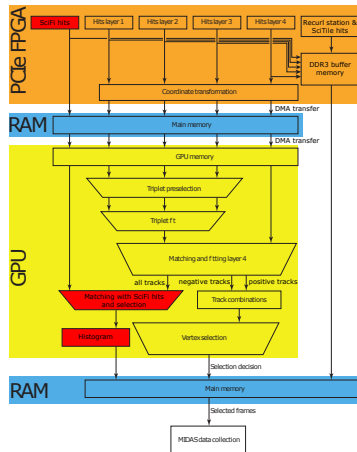 PCIe FPGA
SciFi hits
Hits layer 1
Hits layer 2
Hits layer 3
Hits layer 4
Recurl station &
SciTile hits
DDR3 buffer
memory
Coordinate transformation
DMA transfer
RAM
Main memory
DMA transfer
GPU
GPU memory
Triplet preselection
Triplet ft
Matching and fitting layer 4
all tracks
negative tracks
positive tracks
Matching with SciFi hits
and selection
Track combinations
Histogram
Vertex selection
Selection decision
RAM
Main memory
Selected frames
MIDAS data collection